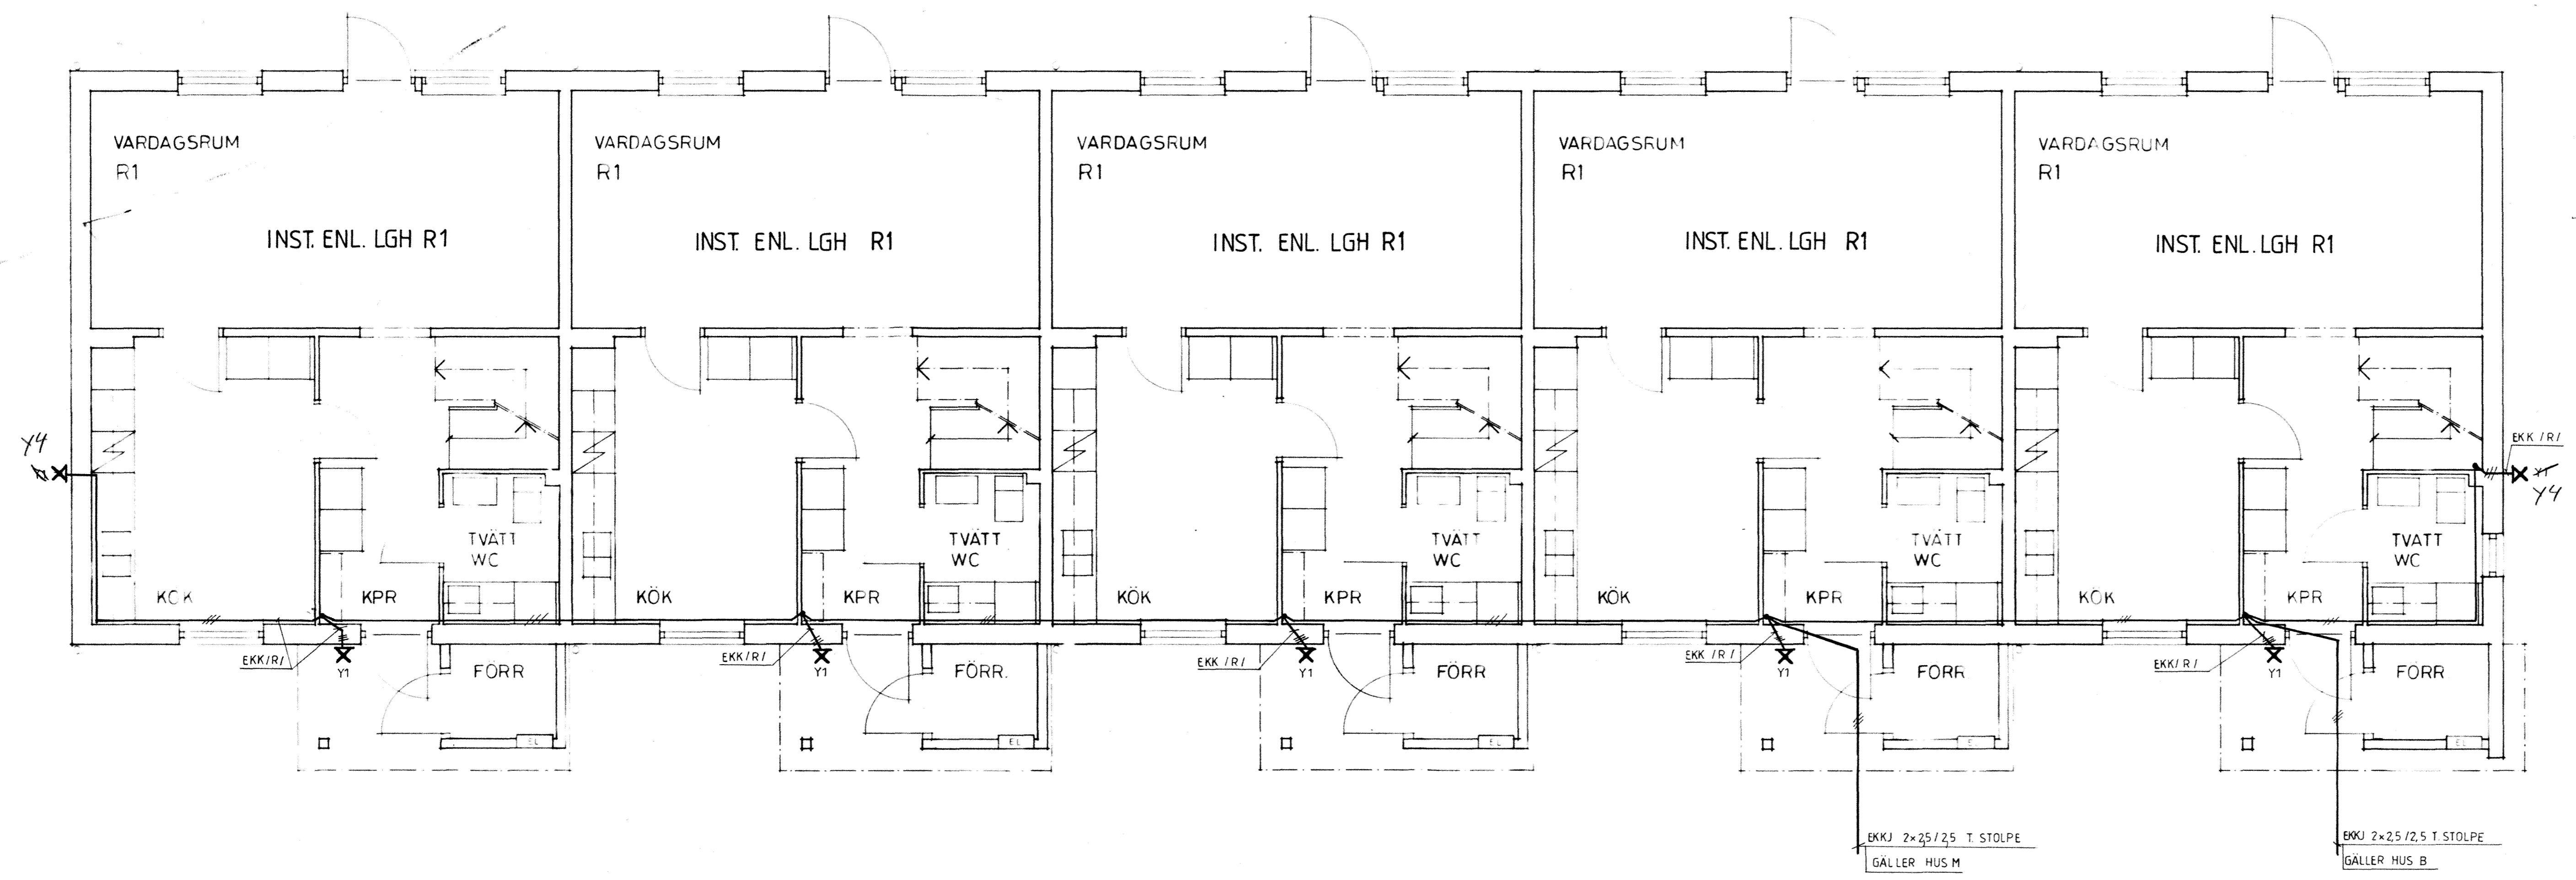 VARDAGSRUM
R1
VARDAGSRUM
R1
VARDAGSRUM
R1
VARDAGSRUM
R1
VARDAGSRUM
R1
INST. ENL. LGH R1
INST. ENL. LGH R1
INST. ENL. LGH R1
INST. ENL. LGH R1
INST. ENL. LGH R1
Y4
EKK /R/
Y1
Y4
TVÄTT
WC
TVÄTT
WC
TVÄTT
WC
TVÄTT
WC
TVÄTT
WC
KÖK
KPR
KÖK
KPR
KÖK
KPR
KÖK
KPR
KÖK
KPR
EKK/R/
Y1
FÖRR
EKK/R/
Y1
FÖRR.
EKK /R/
Y1
FÖRR
EKK /R/
Y1
FÖRR
EKK/R/
Y1
FÖRR
EL
EL
EL
EL
EL
EKKJ 2×2,5/2,5 T. STOLPE
GÄLLER HUS M
EKKJ 2×2,5/2,5 T. STOLPE
GÄLLER HUS B